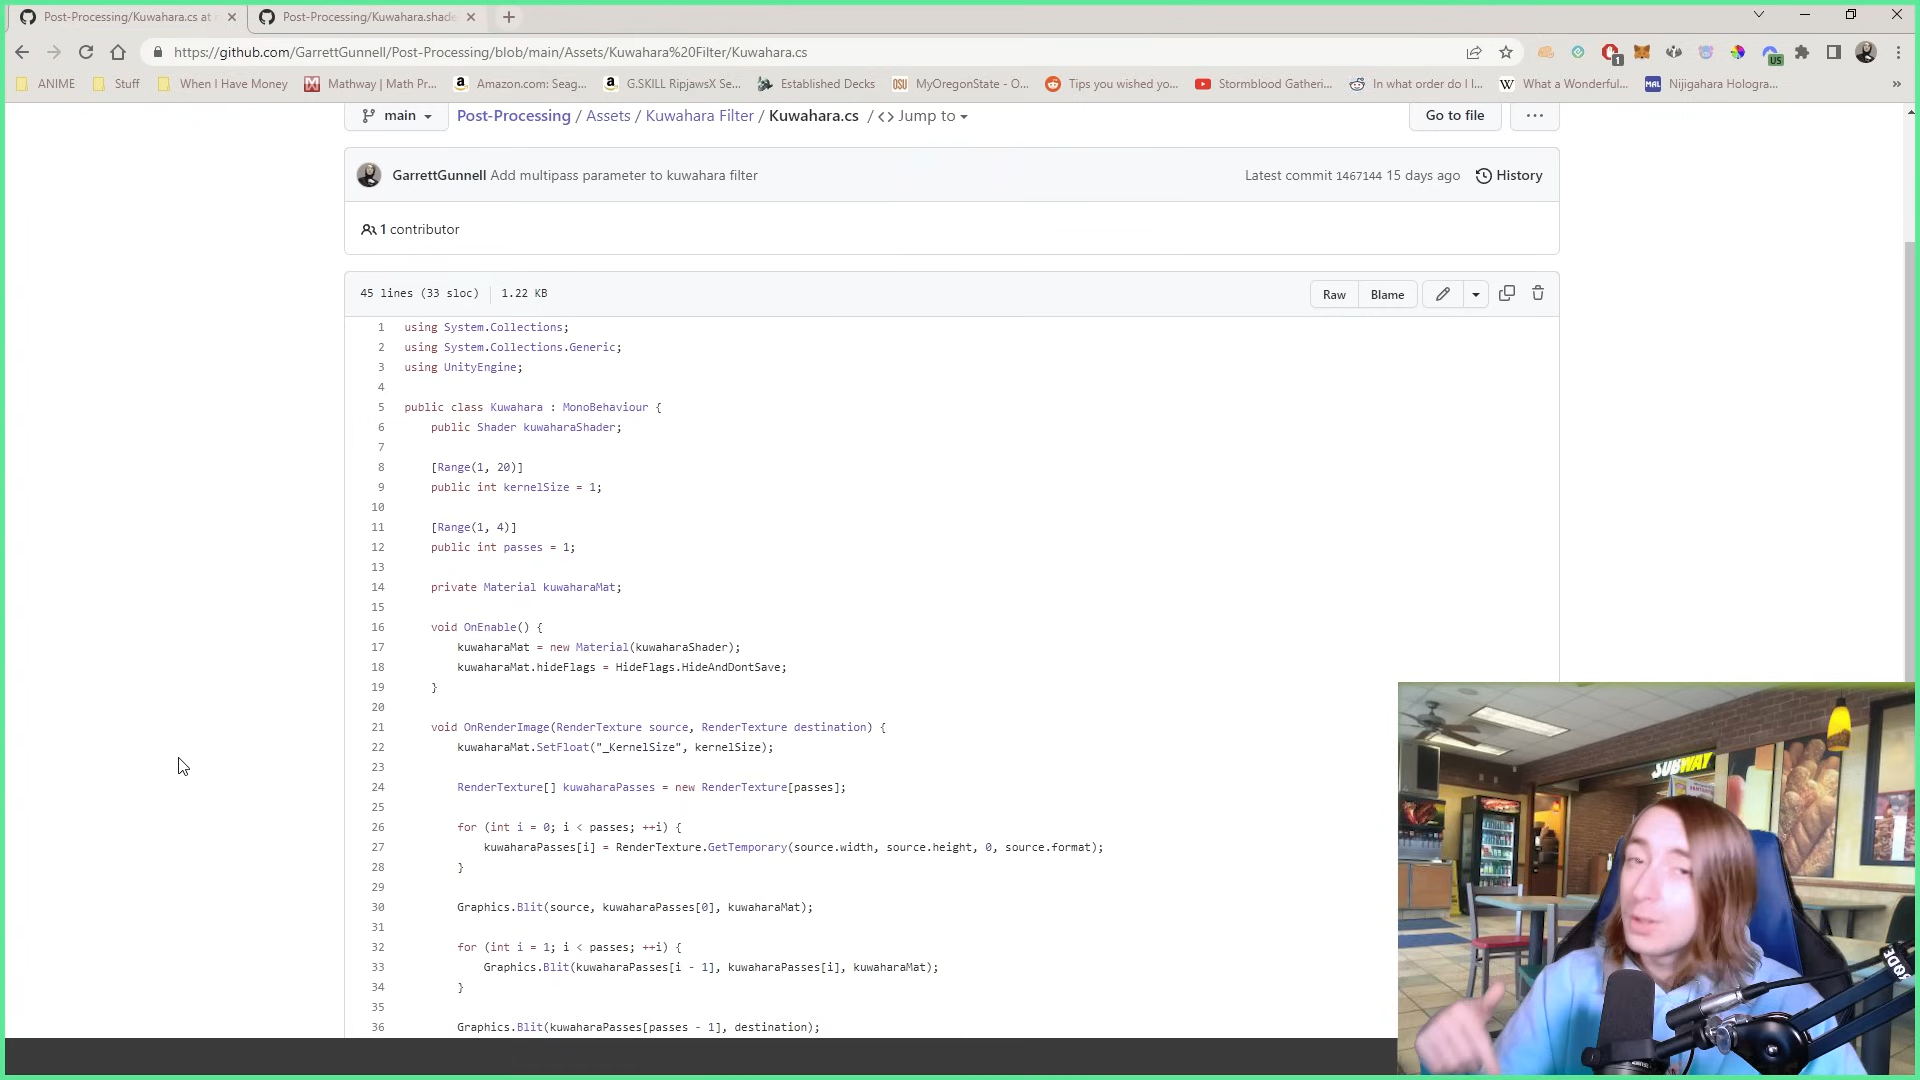 Post-Processing/Kuwahara.cs at
Post-Processing/Kuwahara.shade
https://github.com/GarrettGunnell/Post-Processing/blob/main/Assets/Kuwahara%20Filter/Kuwahara.cs
1
US
ANIME
Stuff
When I Have Money
Mathway | Math Pr...
Amazon.com: Seag...
G.SKILL RipjawsX Se...
Established Decks
OSU
MyOregonState - O...
Tips you wished yo...
Stormblood Gatheri...
In what order do I l...
W
What a Wonderful...
MAL
Nijigahara Hologra...
»
main
Post-Processing / Assets / Kuwahara Filter / Kuwahara.cs / <> Jump to
Go to file
...
GarrettGunnell Add multipass parameter to kuwahara filter
Latest commit 1467144 15 days ago
History
1 contributor
45 lines (33 sloc) | 1.22 KB
Raw
Blame
1 using System.Collections;
2 using System.Collections.Generic;
3 using UnityEngine;
4
5 public class Kuwahara : MonoBehaviour {
6 public Shader kuwaharaShader;
7
8 [Range(1, 20)]
9 public int kernelSize = 1;
10
11 [Range(1, 4)]
12 public int passes = 1;
13
14 private Material kuwaharaMat;
15
16 void OnEnable() {
17 kuwaharaMat = new Material(kuwaharaShader);
18 kuwaharaMat.hideFlags = HideFlags.HideAndDontSave;
19 }
20
21 void OnRenderImage(RenderTexture source, RenderTexture destination) {
22 kuwaharaMat.SetFloat("_KernelSize", kernelSize);
23
24 RenderTexture[] kuwaharaPasses = new RenderTexture[passes];
25
26 for (int i = 0; i < passes; ++i) {
27 kuwaharaPasses[i] = RenderTexture.GetTemporary(source.width, source.height, 0, source.format);
28 }
29
30 Graphics.Blit(source, kuwaharaPasses[0], kuwaharaMat);
31
32 for (int i = 1; i < passes; ++i) {
33 Graphics.Blit(kuwaharaPasses[i - 1], kuwaharaPasses[i], kuwaharaMat);
34 }
35
36 Graphics.Blit(kuwaharaPasses[passes - 1], destination);
SUBWAY
RØDE